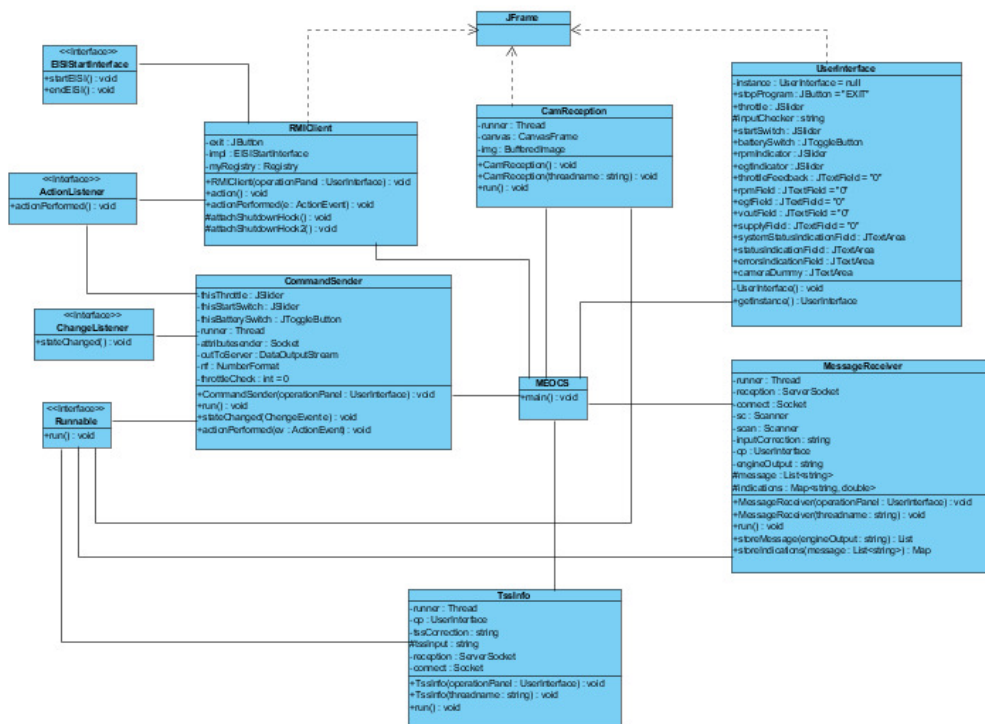 JFrame
<<Interface>>
EISIStartInterface
+startEISI() : void
+endEISI() : void
RMIClient
-exit : JButton
-impl : EISIStartInterface
-myRegistry : Registry
+RMIClient(operationPanel : UserInterface) : void
+action() : void
+actionPerformed(e : ActionEvent) : void
#attachShutdownHook() : void
#attachShutdownHook2() : void
CamReception
-runner : Thread
-canvas : CanvasFrame
-img : BufferedImage
+CamReception() : void
+CamReception(threadname : string) : void
+run() : void
UserInterface
-instance : UserInterface = null
+stopProgram : JButton = "EXIT"
+throttle : JSlider
#inputChecker : string
+startSwitch : JSlider
+batterySwitch : JToggleButton
+rpmIndicator : JSlider
+egtIndicator : JSlider
+throttleFeedback : JTextField = "0"
+rpmField : JTextField = "0"
+egtField : JTextField = "0"
+voutField : JTextField = "0"
+supplyField : JTextField = "0"
+systemStatusIndicationField : JTextArea
+statusIndicationField : JTextArea
+errorsIndicationField : JTextArea
+cameraDummy : JTextArea
-UserInterface() : void
+getInstance() : UserInterface
<<Interface>>
ActionListener
+actionPerformed() : void
CommandSender
-thisThrottle : JSlider
-thisStartSwitch : JSlider
-thisBatterySwitch : JToggleButton
-runner : Thread
-attributesender : Socket
-outToServer : DataOutputStream
-nf : NumberFormat
-throttleCheck : int = 0
+CommandSender(operationPanel : UserInterface) : void
+run() : void
+stateChanged(ChangeEvent e) : void
+actionPerformed(ev : ActionEvent) : void
<<Interface>>
ChangeListener
+stateChanged() : void
<<Interface>>
Runnable
+run() : void
MEOCS
+main() : void
MessageReceiver
-runner : Thread
-reception : ServerSocket
-connect : Socket
-sc : Scanner
-scan : Scanner
-inputCorrection : string
-op : UserInterface
-engineOutput : string
#message : List<string>
#indications : Map<string, double>
+MessageReceiver(operationPanel : UserInterface) : void
+MessageReceiver(threadname : string) : void
+run() : void
+storeMessage(engineOutput : string) : List
+storeIndications(message : List<string>) : Map
TssInfo
-runner : Thread
-op : UserInterface
-tssCorrection : string
#tssInput : string
-reception : ServerSocket
-connect : Socket
+TssInfo(operationPanel : UserInterface) : void
+TssInfo(threadname : string) : void
+run() : void